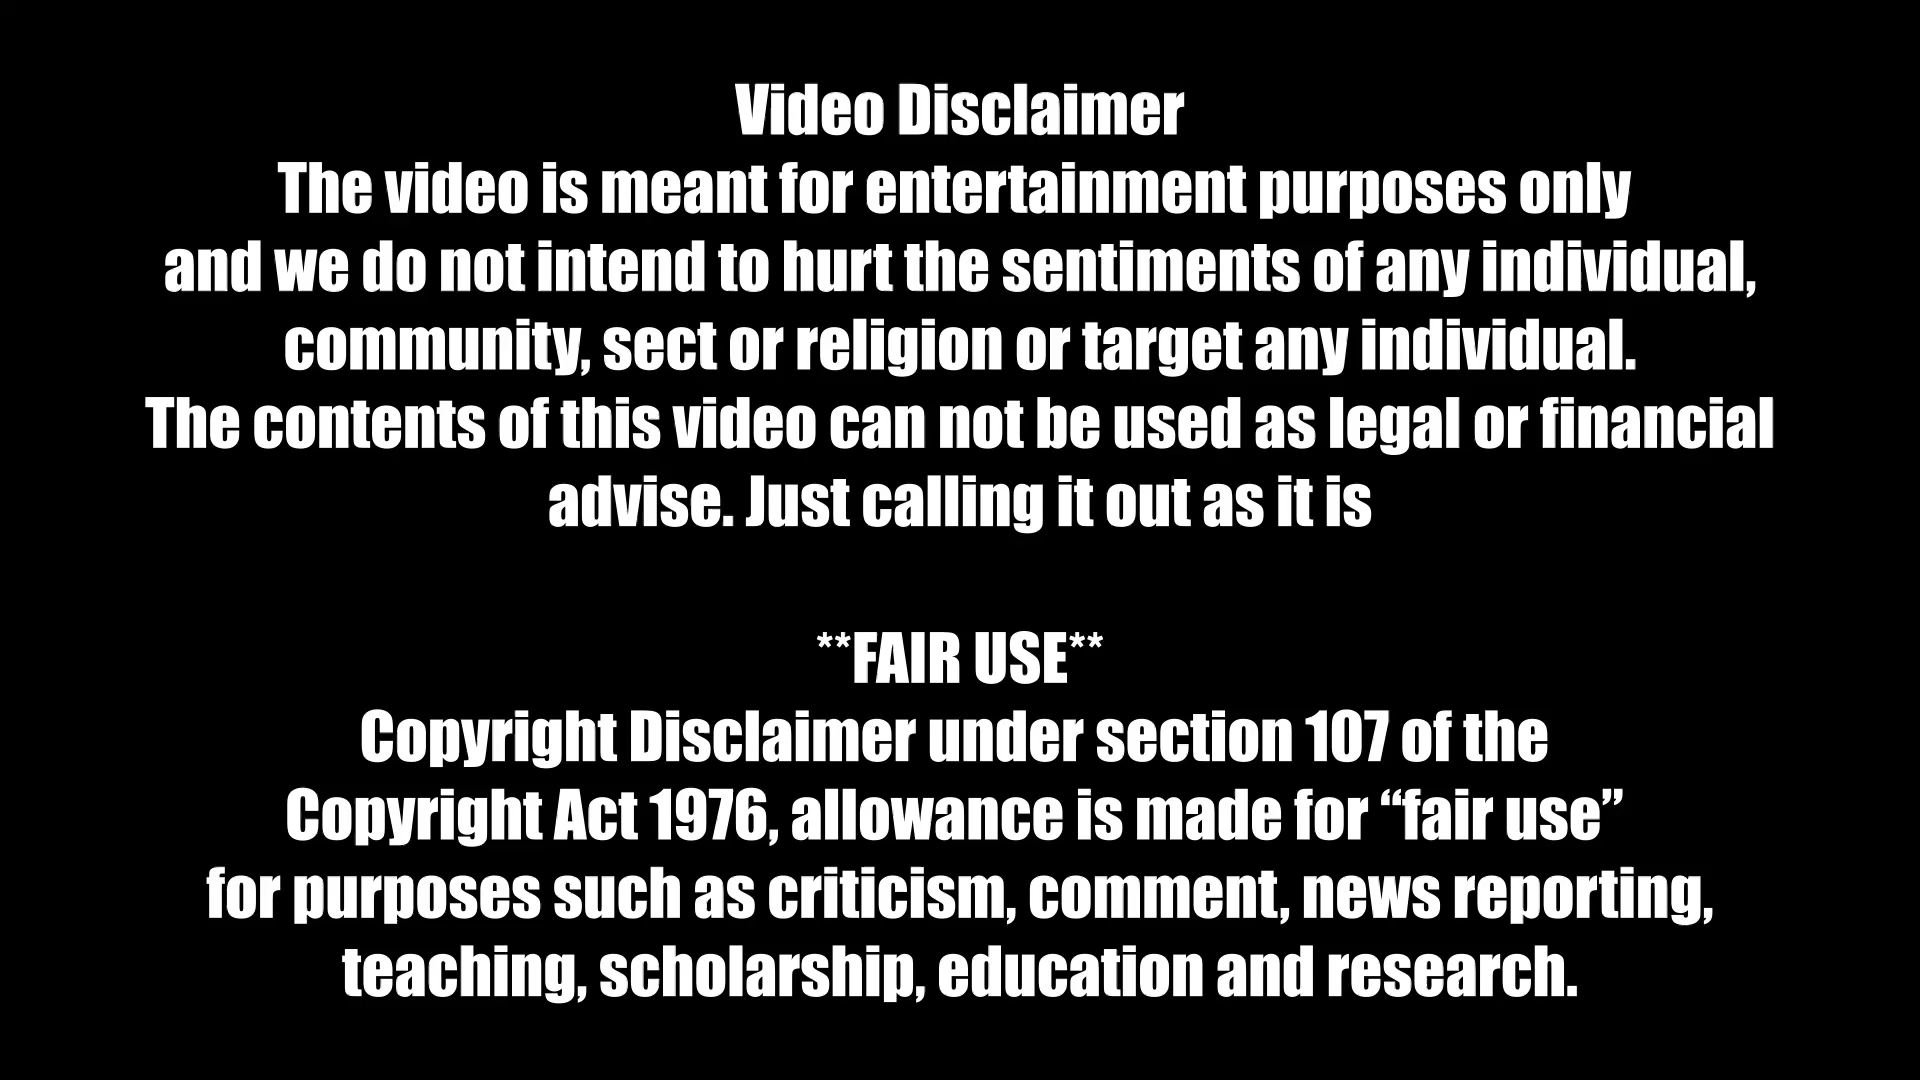 Video Disclaimer
The video is meant for entertainment purposes only
and we do not intend to hurt the sentiments of any individual,
community, sect or religion or target any individual.
The contents of this video can not be used as legal or financial
advise. Just calling it out as it is
**FAIR USE**
Copyright Disclaimer under section 107 of the
Copyright Act 1976, allowance is made for “fair use”
for purposes such as criticism, comment, news reporting,
teaching, scholarship, education and research.